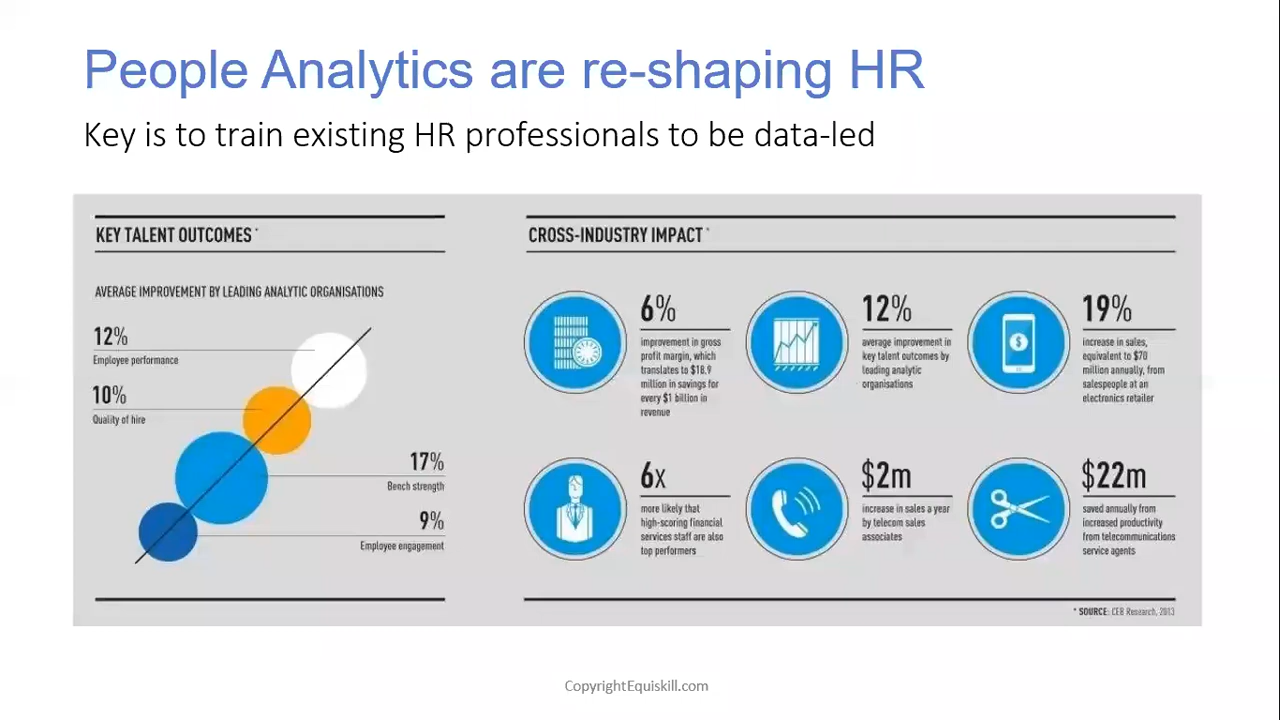 People Analytics are re-shaping HR
Key is to train existing HR professionals to be data-led
KEY TALENT OUTCOMES *
AVERAGE IMPROVEMENT BY LEADING ANALYTIC ORGANISATIONS
12%
Employee performance
10%
Quality of hire
17%
Bench strength
9%
Employee engagement
CROSS-INDUSTRY IMPACT *
6%
improvement in gross
profit margin, which
translates to $18.9
million in savings for
every $1 billion in
revenue
12%
average improvement in
key talent outcomes by
leading analytic
organisations
19%
increase in sales,
equivalent to $70
million annually, from
salespeople at an
electronics retailer
$
6x
more likely that
high-scoring financial
services staff are also
top performers
$2m
increase in sales a year
by telecom sales
associates
$22m
saved annually from
increased productivity
from telecommunications
service agents
* SOURCE: CEB Research, 2013
CopyrightEquiskill.com